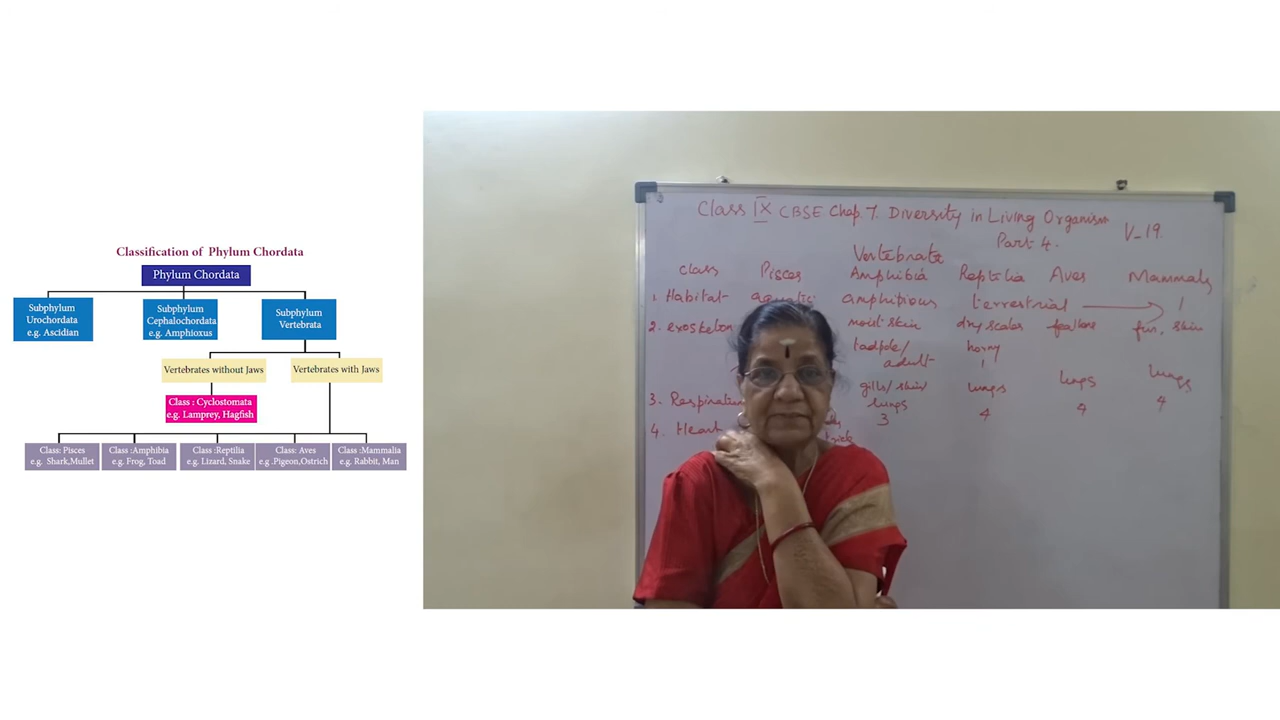 Classification of Phylum Chordata
Phylum Chordata
Subphylum
Urochordata
e.g. Ascidian
Subphylum
Cephalochordata
e.g. Amphioxus
Subphylum
Vertebrata
Vertebrates without Jaws
Vertebrates with Jaws
Class : Cyclostomata
e.g. Lamprey, Hagfish
Class: Pisces
e.g. Shark,Mullet
Class :Amphibia
e.g. Frog, Toad
Class :Reptilia
e.g. Lizard, Snake
Class: Aves
e.g .Pigeon,Ostrich
Class :Mammalia
e.g. Rabbit, Man
Class IX CBSE Chap. 7. Diversity in Living Organism
Part 4. V-19.
Vertebrate
Class Pisces Amphibia Reptilia Aves Mammals
1. Habitat aquatic amphibious terrestrial
2. exoskeleton moist skin dry scales fur, skin
tadpole/ horny
adult
gills/skin/ lungs lungs lungs
3. Respiration lungs
4. Heart 3 4 4 4